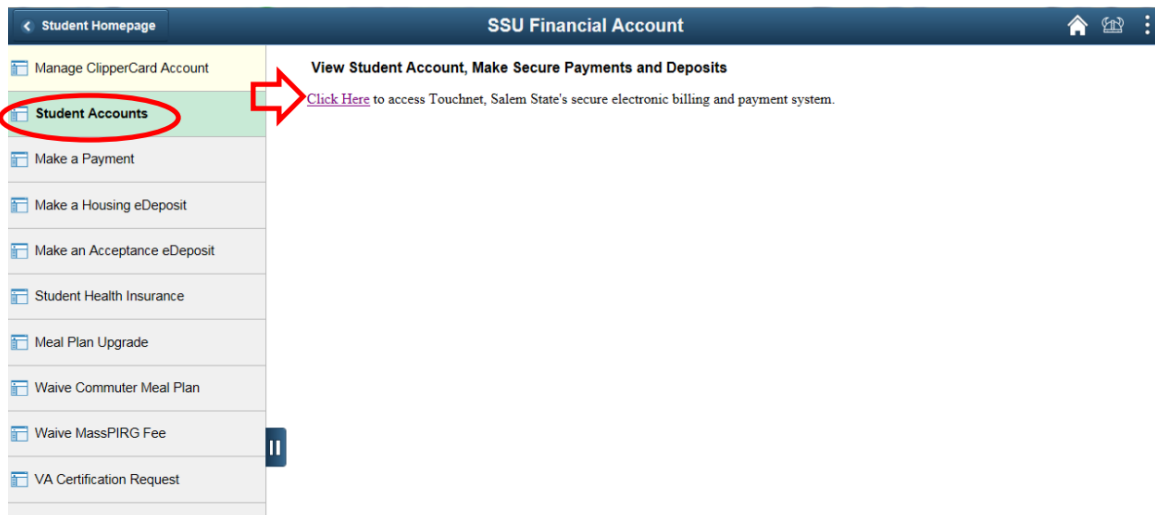 Student Homepage
SSU Financial Account
Manage ClipperCard Account
Student Accounts
Make a Payment
Make a Housing eDeposit
Make an Acceptance eDeposit
Student Health Insurance
Meal Plan Upgrade
Waive Commuter Meal Plan
Waive MassPIRG Fee
VA Certification Request
View Student Account, Make Secure Payments and Deposits
Click Here to access Touchnet, Salem State's secure electronic billing and payment system.